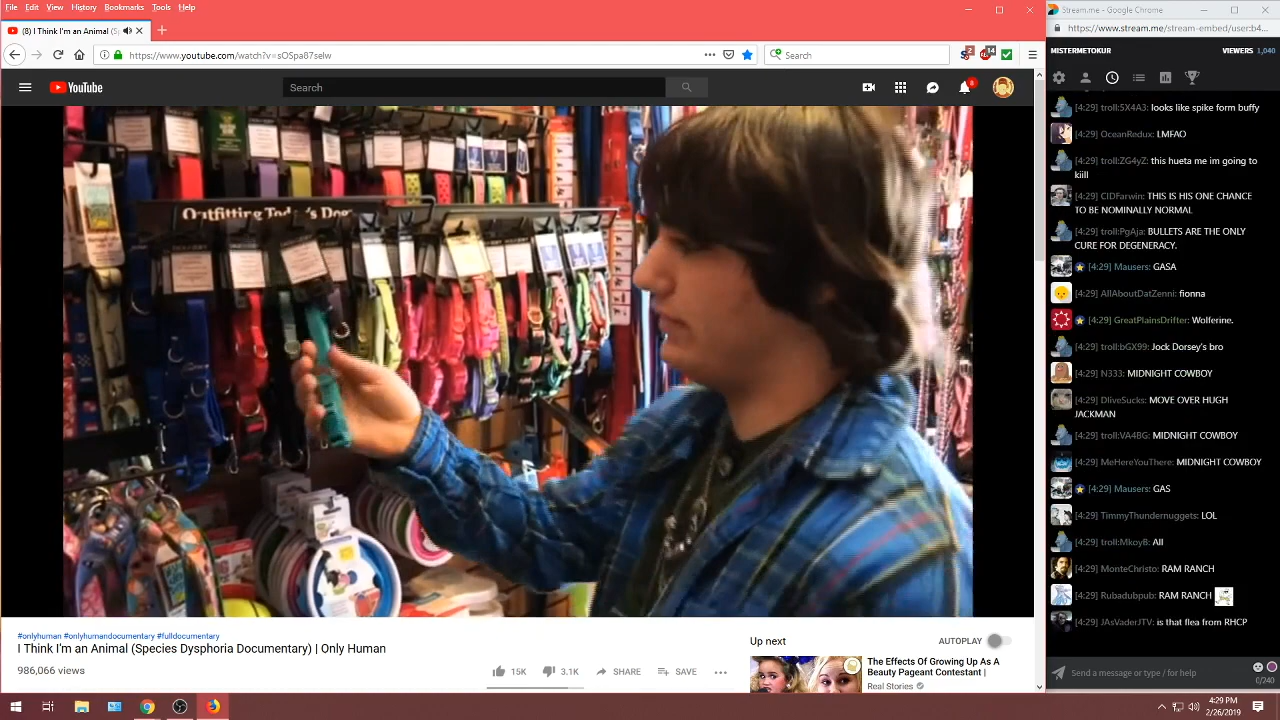 File Edit View History Bookmarks Tools Help
(8) I Think I'm an Animal (Sp
https://www.youtube.com/watch?v=sOSpa87selw
Search
2
14
YouTube
Search
8
Outfitting Tod 's Dog
#onlyhuman #onlyhumandocumentary #fulldocumentary
I Think I'm an Animal (Species Dysphoria Documentary) | Only Human
986,066 views
15K
3.1K
SHARE
SAVE
Up next
AUTOPLAY
The Effects Of Growing Up As A
Beauty Pageant Contestant |
Real Stories
Stream.me - Google Chrome
https://www.stream.me/stream-embed/user:b4...
MISTERMETOKUR
VIEWERS 1,040
[4:29] troll:5X4A3: looks like spike form buffy
[4:29] OceanRedux: LMFAO
[4:29] troll:ZG4yZ: this hueta me im going to
kiill
[4:29] CIDFarwin: THIS IS HIS ONE CHANCE
TO BE NOMINALLY NORMAL
[4:29] troll:PgAja: BULLETS ARE THE ONLY
CURE FOR DEGENERACY.
[4:29] Mausers: GASA
[4:29] AllAboutDatZenni: fionna
[4:29] GreatPlainsDrifter: Wolferine.
[4:29] troll:bGX99: Jock Dorsey's bro
[4:29] N333: MIDNIGHT COWBOY
[4:29] DliveSucks: MOVE OVER HUGH
JACKMAN
[4:29] troll:VA4BG: MIDNIGHT COWBOY
[4:29] MeHereYouThere: MIDNIGHT COWBOY
[4:29] Mausers: GAS
[4:29] TimmyThundernuggets: LOL
[4:29] troll:MkoyB: All
[4:29] MonteChristo: RAM RANCH
[4:29] Rubadubpub: RAM RANCH
[4:29] JAsVaderJTV: is that flea from RHCP
Send a message or type / for help
0/240
4:29 PM
2/26/2019